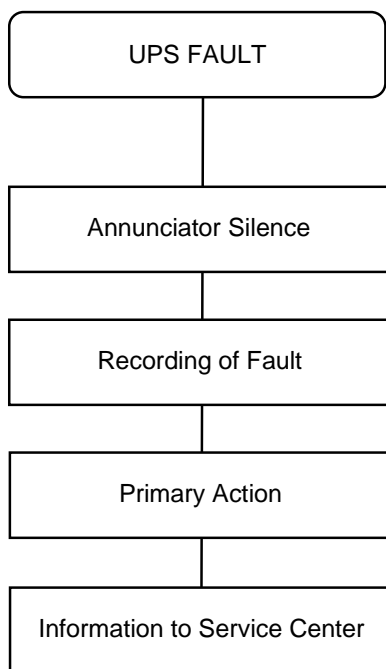 UPS FAULT
Annunciator Silence
Recording of Fault
Primary Action
Information to Service Center